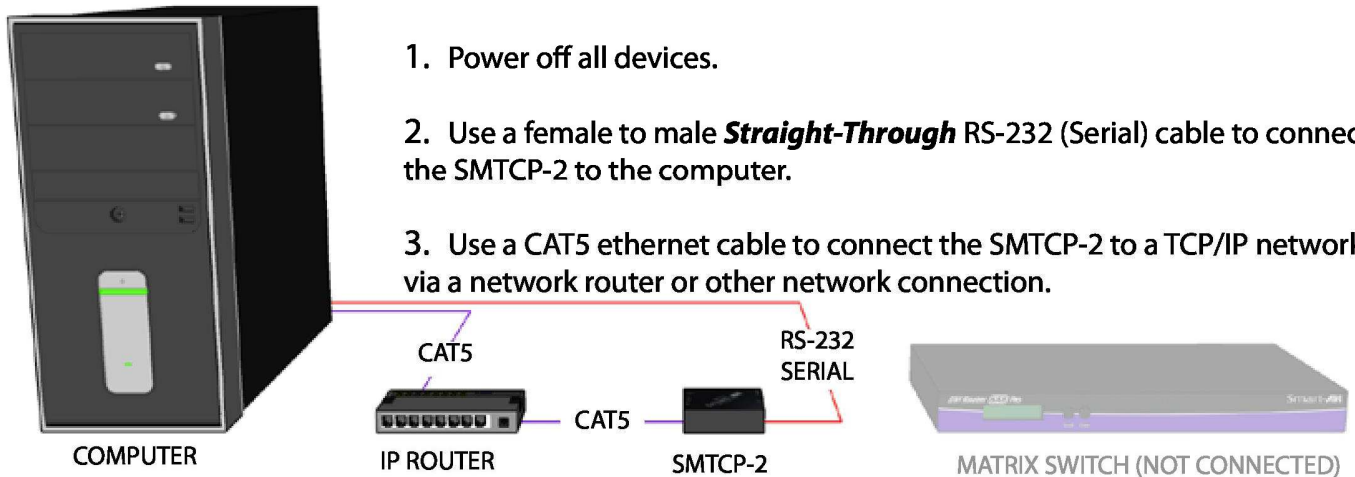 1. Power off all devices.
2. Use a female to male Straight-Through RS-232 (Serial) cable to connec
the SMTCP-2 to the computer.
3. Use a CAT5 ethernet cable to connect the SMTCP-2 to a TCP/IP network
via a network router or other network connection.
CAT5
RS-232
SERIAL
CAT5
COMPUTER
IP ROUTER
SMTCP-2
Smart-AVI
MATRIX SWITCH (NOT CONNECTED)